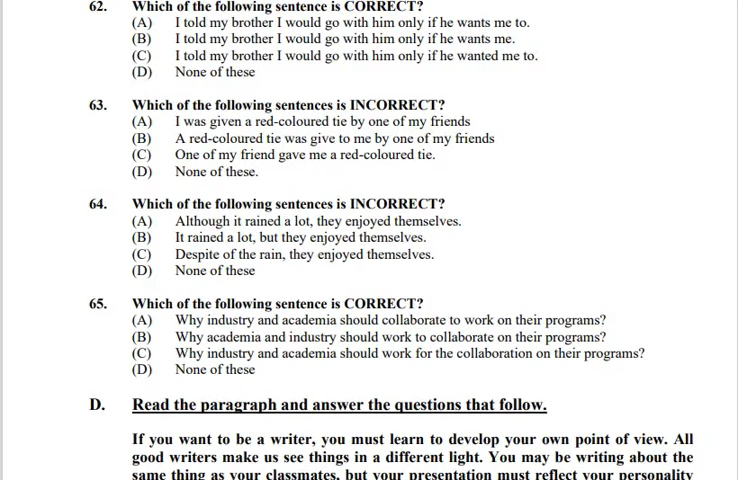 62. Which of the following sentence is CORRECT?
(A) I told my brother I would go with him only if he wants me to.
(B) I told my brother I would go with him only if he wants me.
(C) I told my brother I would go with him only if he wanted me to.
(D) None of these
63. Which of the following sentences is INCORRECT?
(A) I was given a red-coloured tie by one of my friends
(B) A red-coloured tie was give to me by one of my friends
(C) One of my friend gave me a red-coloured tie.
(D) None of these.
64. Which of the following sentences is INCORRECT?
(A) Although it rained a lot, they enjoyed themselves.
(B) It rained a lot, but they enjoyed themselves.
(C) Despite of the rain, they enjoyed themselves.
(D) None of these
65. Which of the following sentence is CORRECT?
(A) Why industry and academia should collaborate to work on their programs?
(B) Why academia and industry should work to collaborate on their programs?
(C) Why industry and academia should work for the collaboration on their programs?
(D) None of these
D. Read the paragraph and answer the questions that follow.
If you want to be a writer, you must learn to develop your own point of view. All
good writers make us see things in a different light. You may be writing about the
same thing as your classmates, but your presentation must reflect your personality